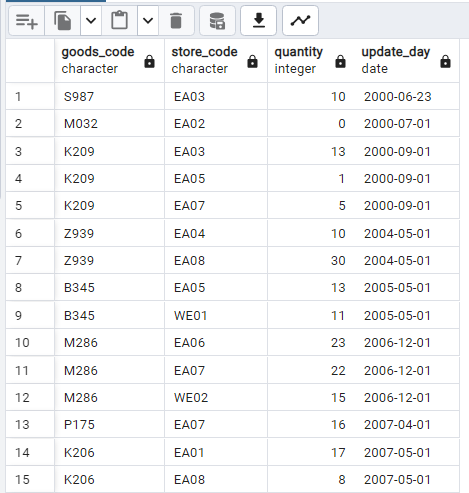 goods_code store_code quantity update_day
character character integer date
1 S987 EA03 10 2000-06-23
2 M032 EA02 0 2000-07-01
3 K209 EA03 13 2000-09-01
4 K209 EA05 1 2000-09-01
5 K209 EA07 5 2000-09-01
6 Z939 EA04 10 2004-05-01
7 Z939 EA08 30 2004-05-01
8 B345 EA05 13 2005-05-01
9 B345 WE01 11 2005-05-01
10 M286 EA06 23 2006-12-01
11 M286 EA07 22 2006-12-01
12 M286 WE02 15 2006-12-01
13 P175 EA07 16 2007-04-01
14 K206 EA01 17 2007-05-01
15 K206 EA08 8 2007-05-01